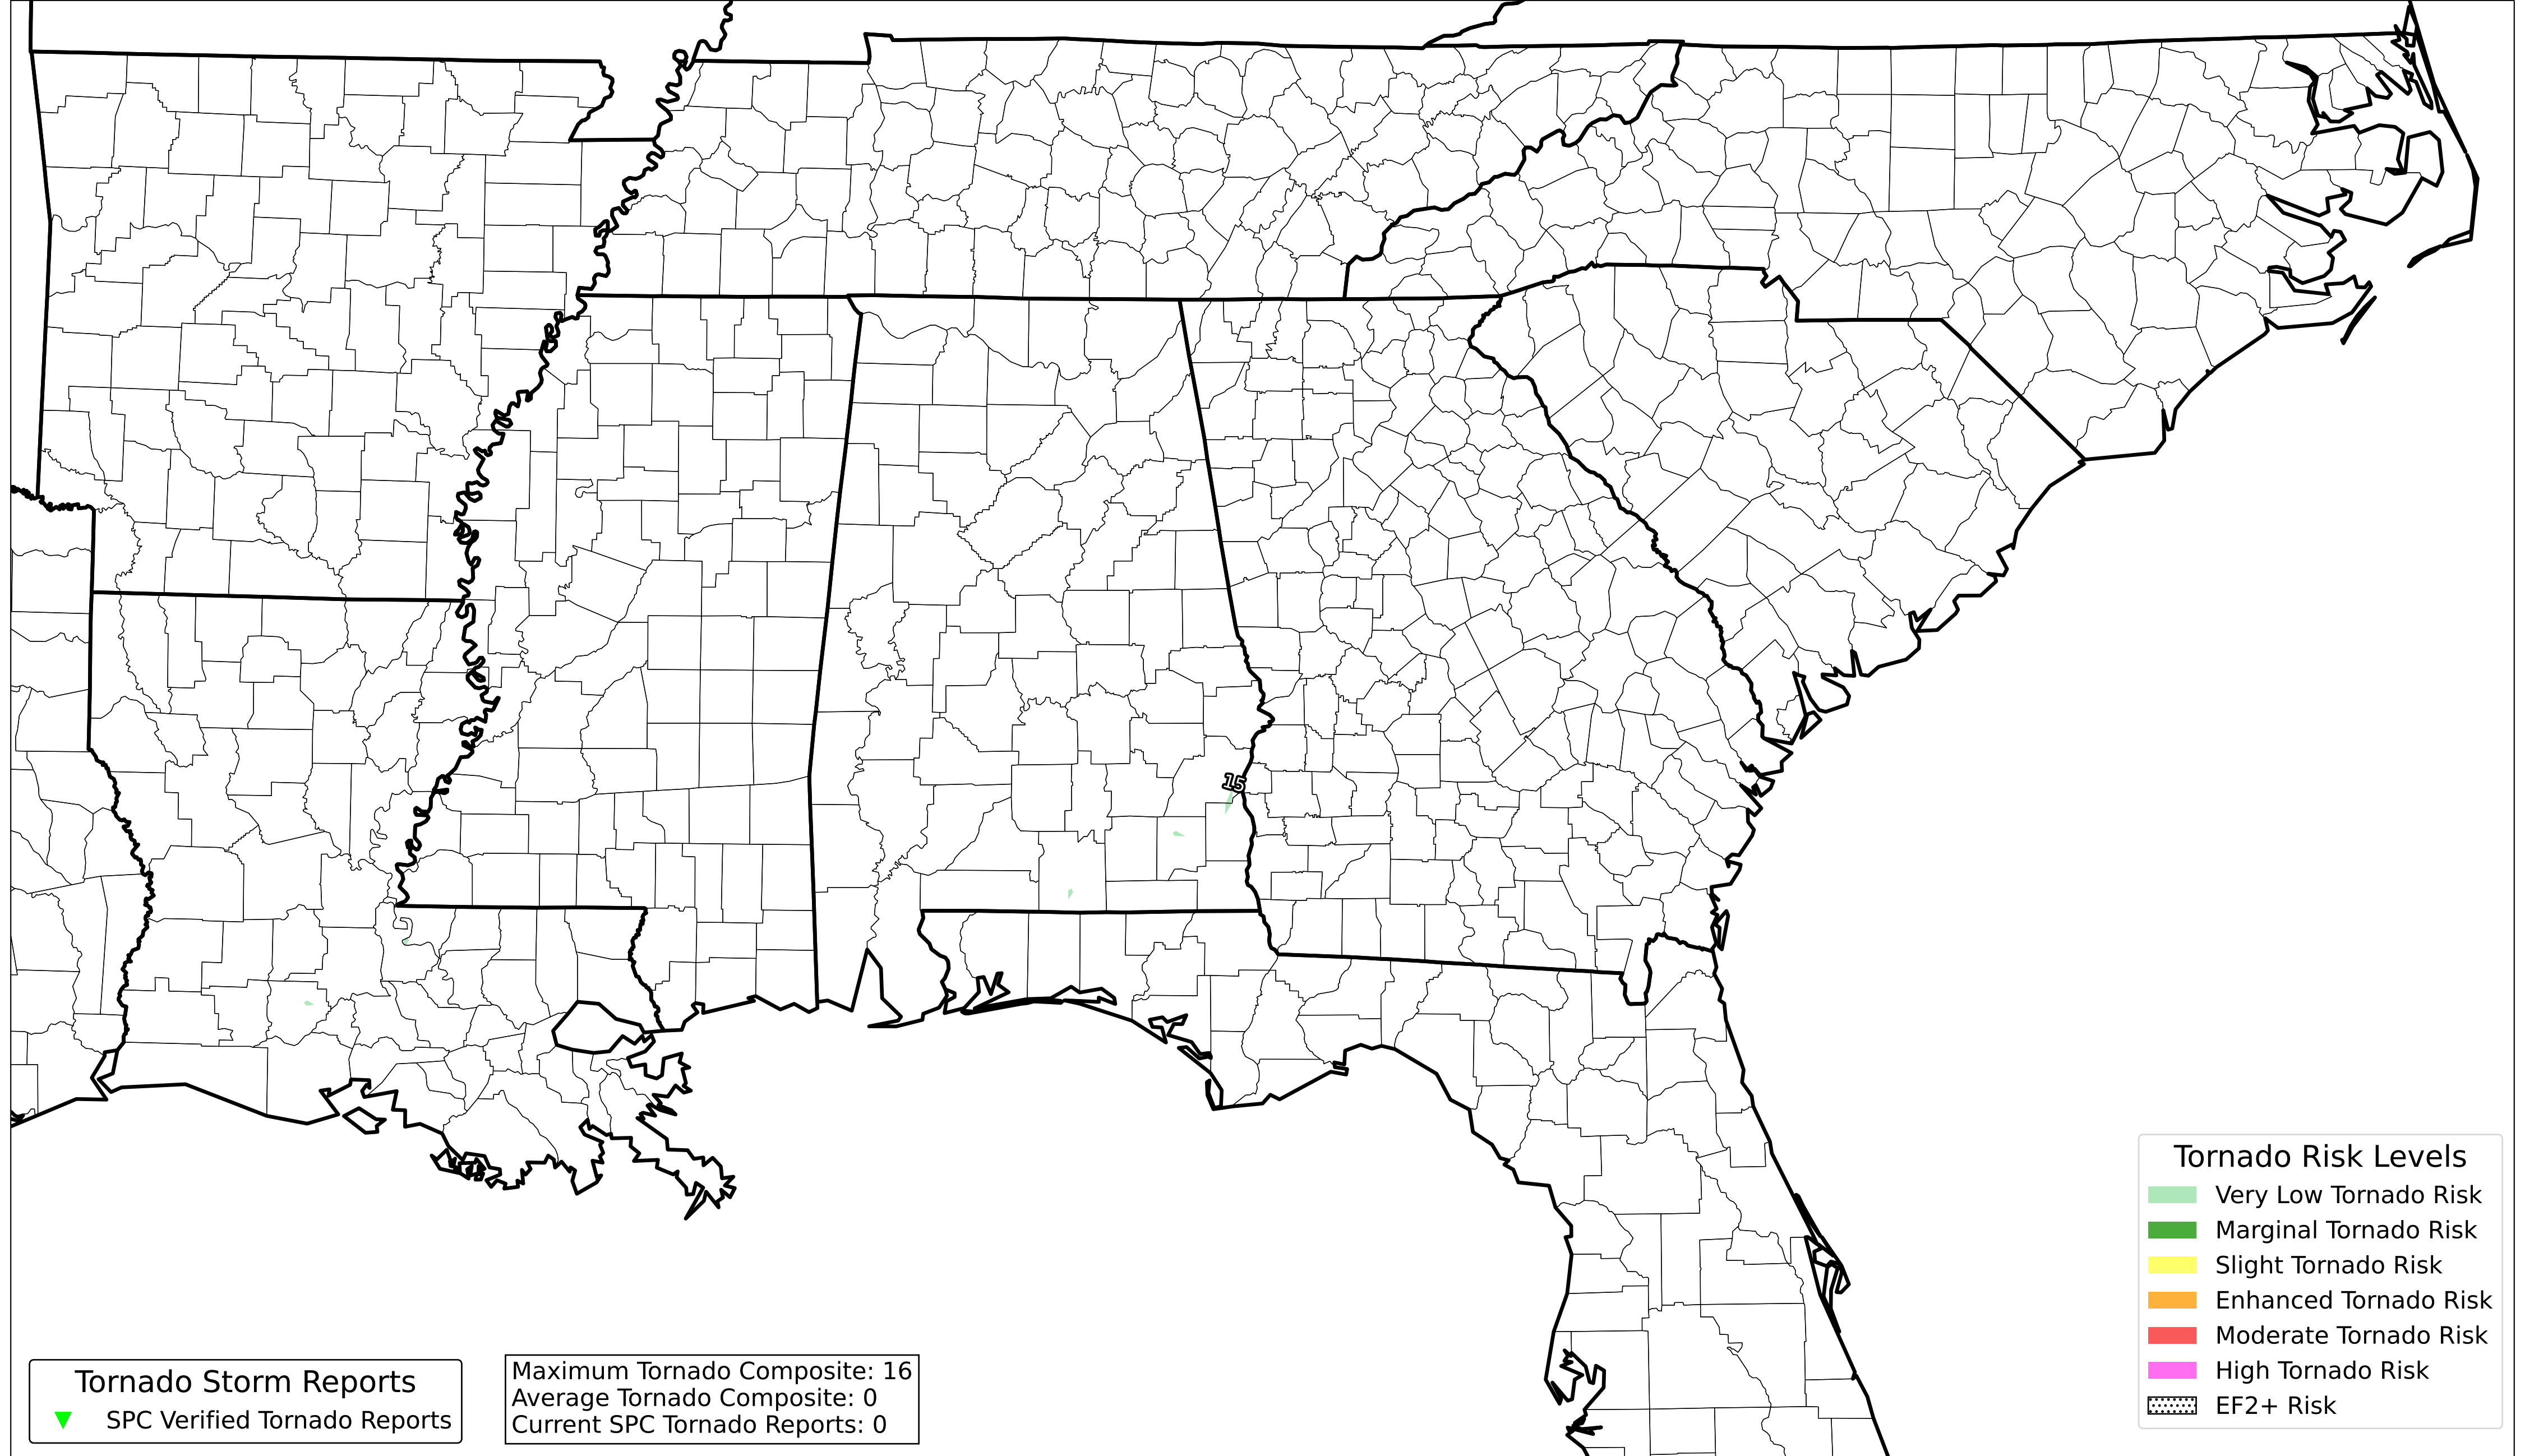 15
Tornado Risk Levels
Very Low Tornado Risk
Marginal Tornado Risk
Slight Tornado Risk
Enhanced Tornado Risk
Moderate Tornado Risk
High Tornado Risk
EF2+ Risk
Tornado Storm Reports
SPC Verified Tornado Reports
Maximum Tornado Composite: 16
Average Tornado Composite: 0
Current SPC Tornado Reports: 0